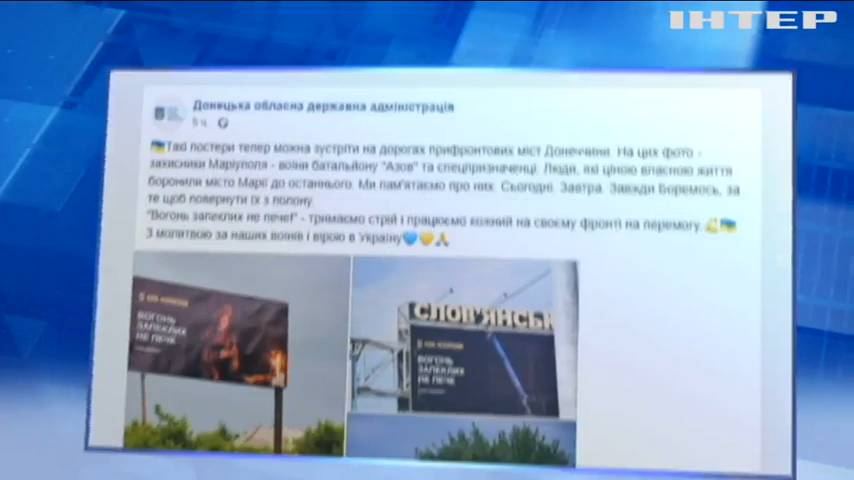 ІНТЕР
Донецька обласна державна адміністрація
5 ч.
Такі постери тепер можна зустріти на дорогах прифронтових міст Донеччини. На цих фото -
захисники Маріуполя - воїни батальйону "Азов" та спецпризначенці. Люди, які ціною власною життя
боронили місто Марії до останнього. Ми пам'ятаємо про них. Сьогодні. Завтра. Завжди Боремось, за
те щоб повернути їх з полону.
"Вогонь запеклих не пече!" - тримаємо стрій і працюємо кожний на своєму фронті на перемогу.
З молитвою за наших воїнів і вірою в Україну
ВОГОНЬ
ЗАПЕКЛИХ
НЕ ПЕЧЕ
СЛОВ'ЯНСЬК
ВОГОНЬ
ЗАПЕКЛИХ
НЕ ПЕЧЕ